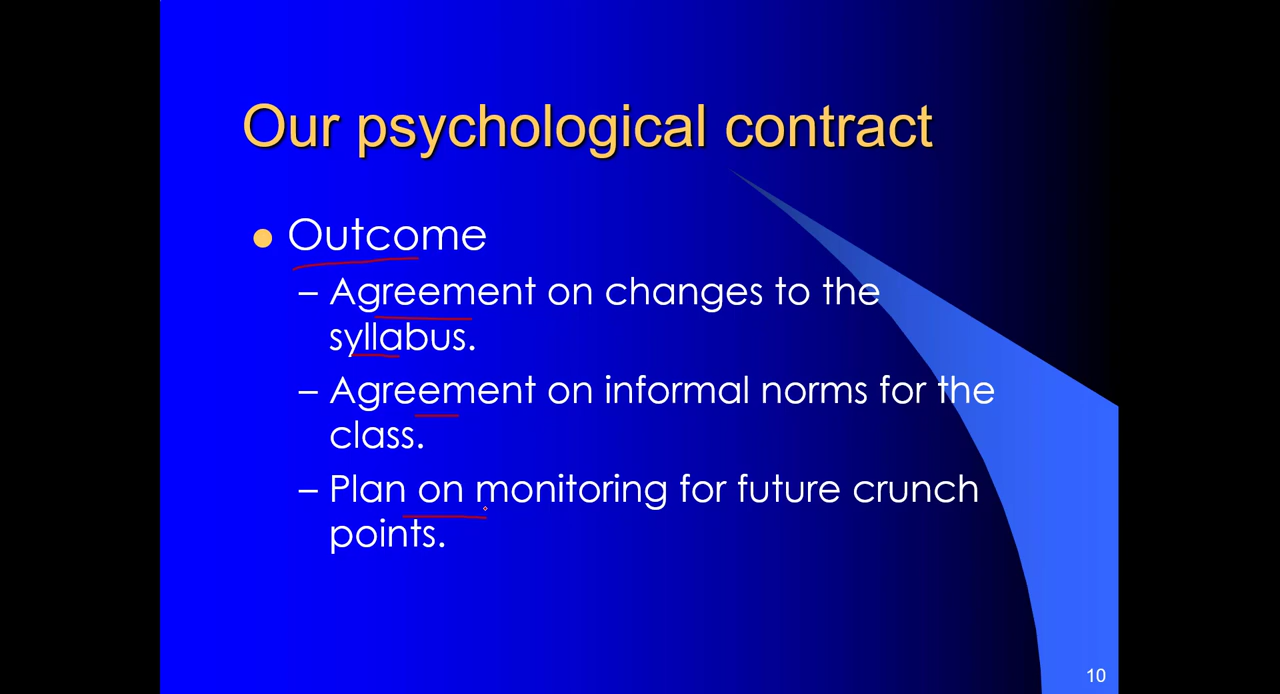 Our psychological contract
Outcome
– Agreement on changes to the
syllabus.
– Agreement on informal norms for the
class.
– Plan on monitoring for future crunch
points.
10